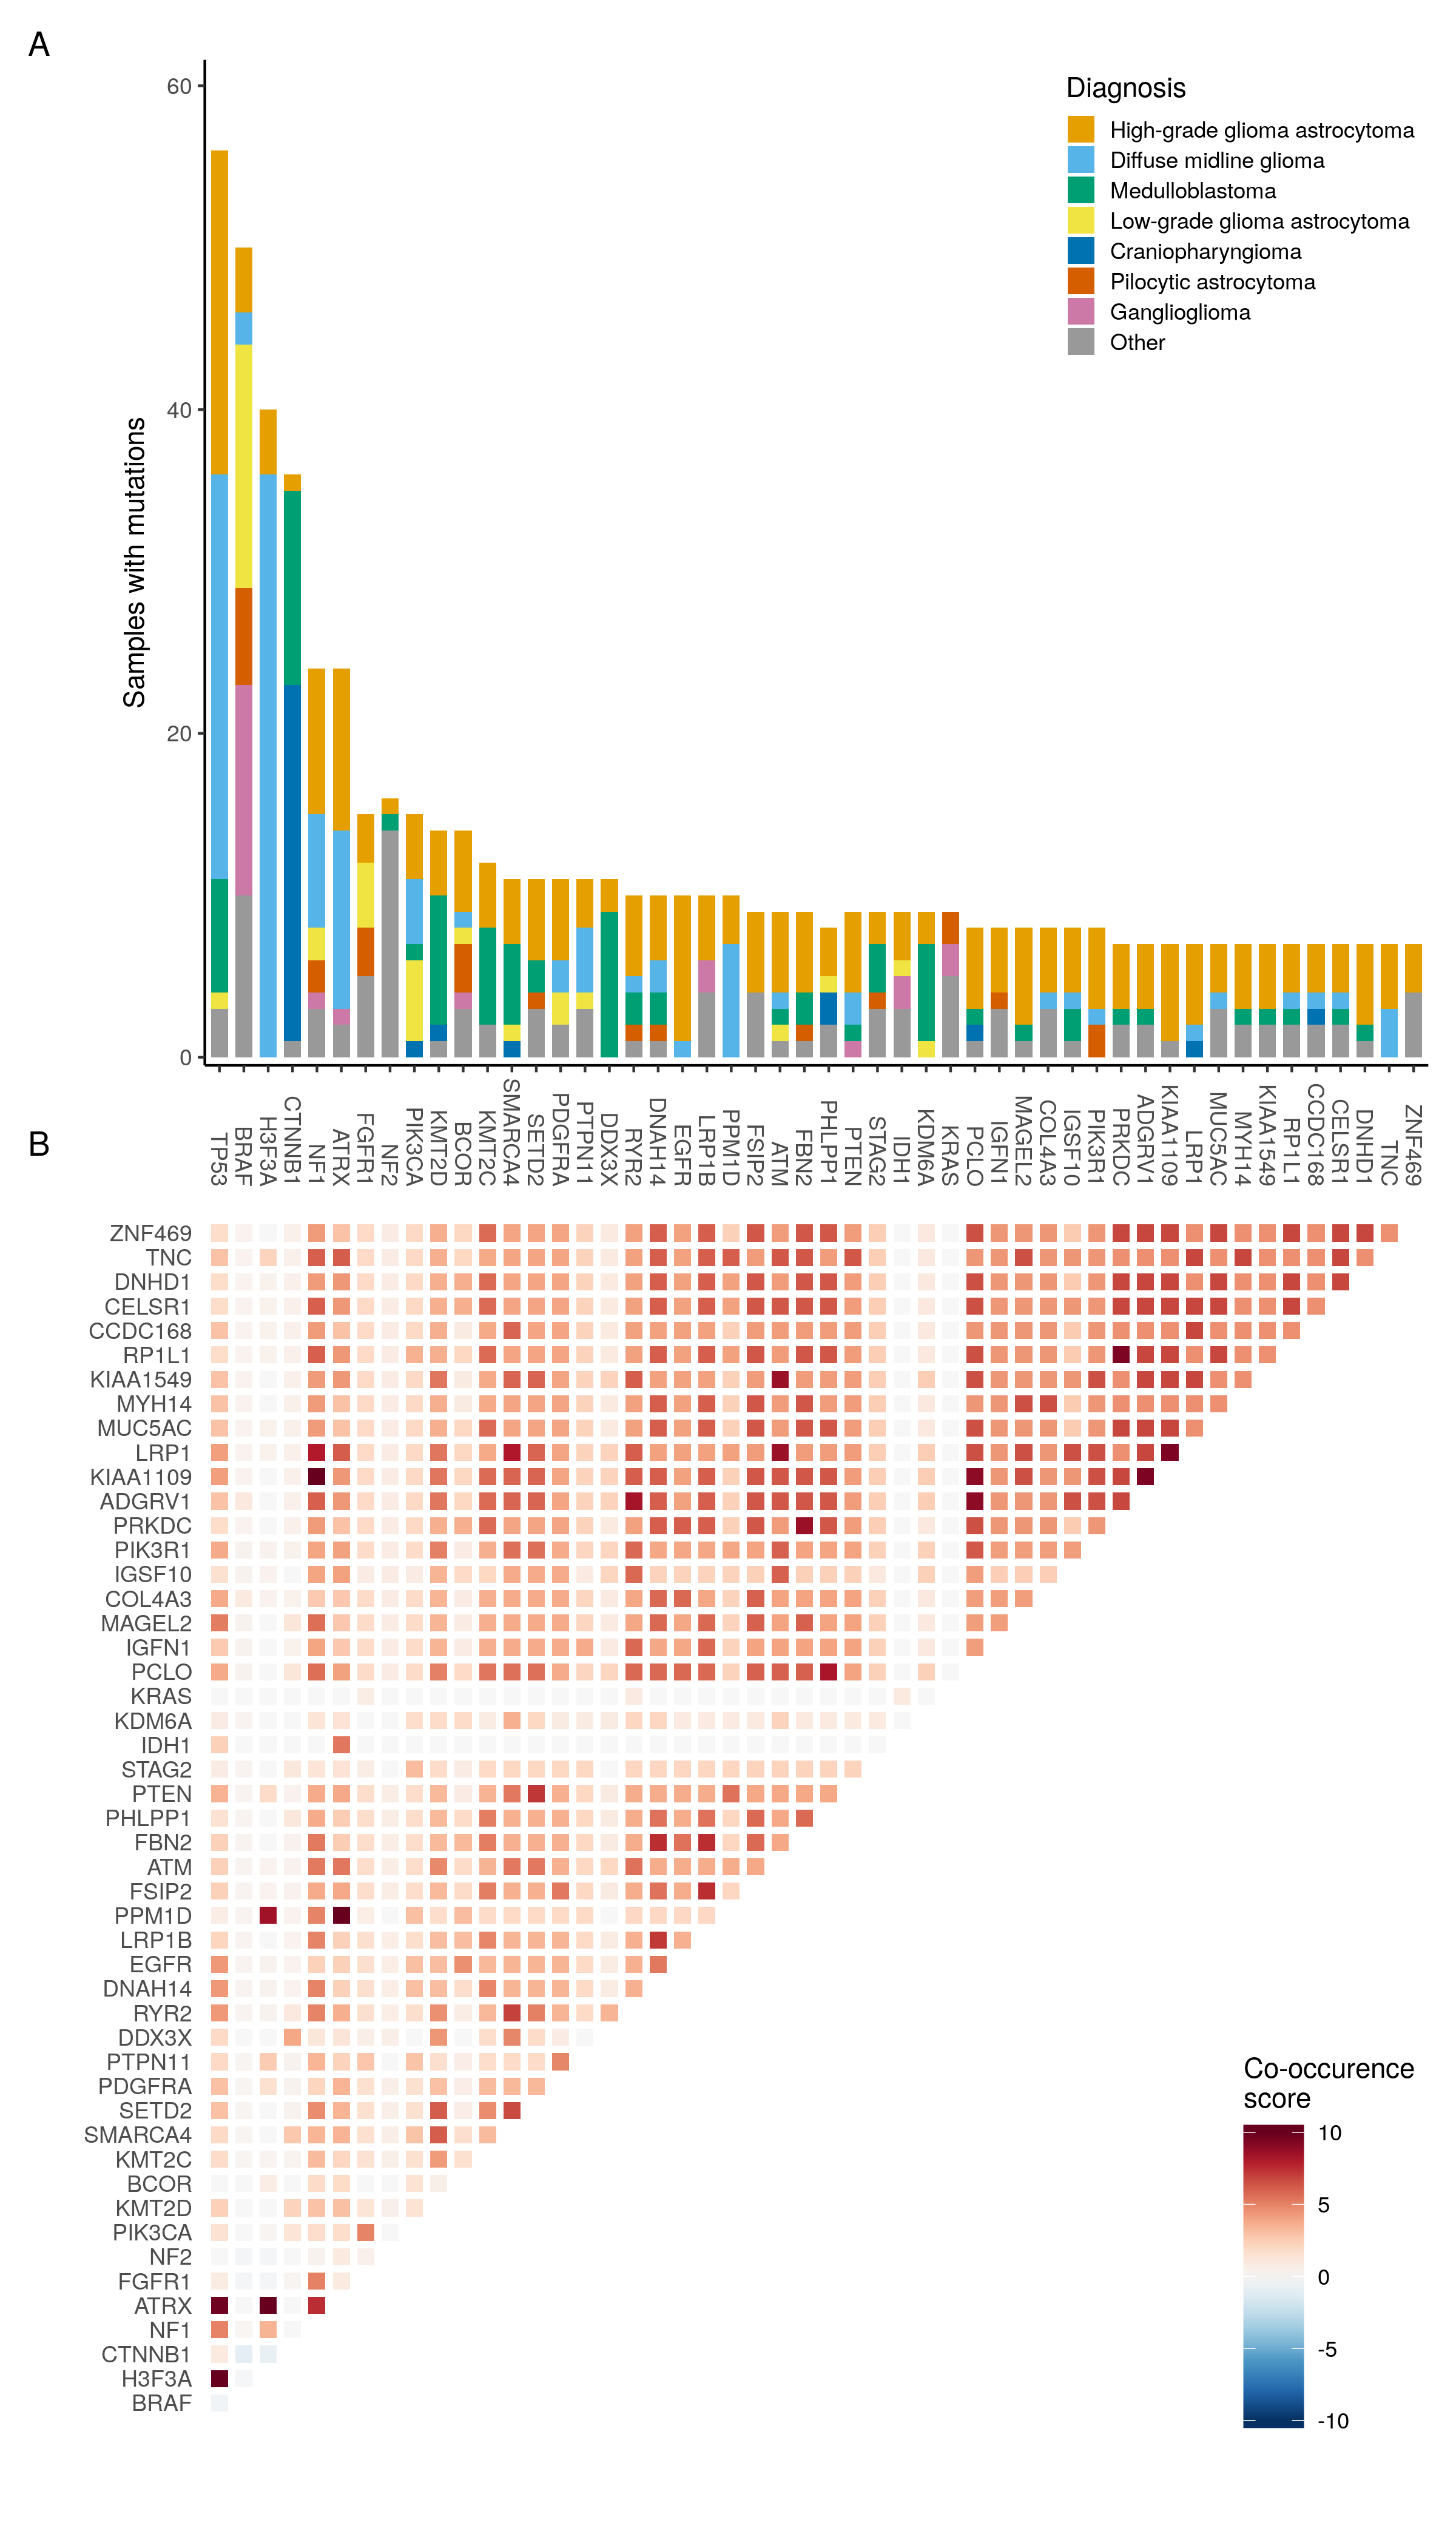 A
Samples with mutations
60
40
20
0
Diagnosis
High-grade glioma astrocytoma
Diffuse midline glioma
Medulloblastoma
Low-grade glioma astrocytoma
Craniopharyngioma
Pilocytic astrocytoma
Ganglioglioma
Other
TP53
BRAF
H3F3A
CTNNB1
NF1
ATRX
FGFR1
NF2
PIK3CA
KMT2D
BCOR
KMT2C
SMARCA4
SETD2
PDGFRA
PTPN11
DDX3X
RYR2
DNAH14
EGFR
LRP1B
PPM1D
FSIP2
ATM
FBN2
PHLPP1
PTEN
STAG2
IDH1
KDM6A
KRAS
PCLO
IGFN1
MAGEL2
COL4A3
IGSF10
PIK3R1
PRKDC
ADGRV1
KIAA1109
LRP1
MUC5AC
MYH14
KIAA1549
RP1L1
CCDC168
CELSR1
DNHD1
TNC
ZNF469
B
ZNF469
TNC
DNHD1
CELSR1
CCDC168
RP1L1
KIAA1549
MYH14
MUC5AC
LRP1
KIAA1109
ADGRV1
PRKDC
PIK3R1
IGSF10
COL4A3
MAGEL2
IGFN1
PCLO
KRAS
KDM6A
IDH1
STAG2
PTEN
PHLPP1
FBN2
ATM
FSIP2
PPM1D
LRP1B
EGFR
DNAH14
RYR2
DDX3X
PTPN11
PDGFRA
SETD2
SMARCA4
KMT2C
BCOR
KMT2D
PIK3CA
NF2
FGFR1
ATRX
NF1
CTNNB1
H3F3A
BRAF
Co-occurence
score
10
5
0
-5
-10